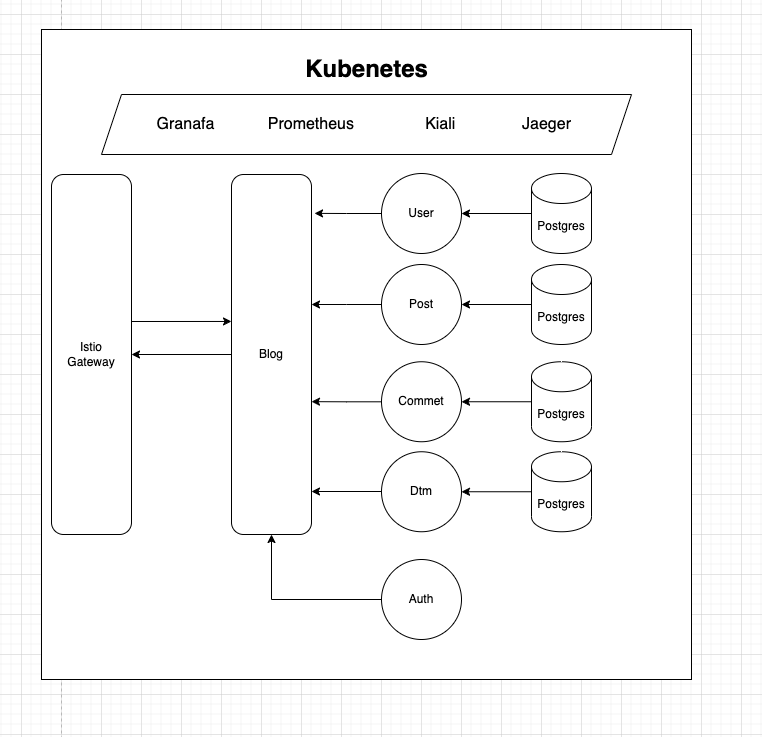 Kubenetes
Granafa Prometheus Kiali Jaeger
Istio
Gateway
Blog
User
Postgres
Post
Postgres
Commet
Postgres
Dtm
Postgres
Auth